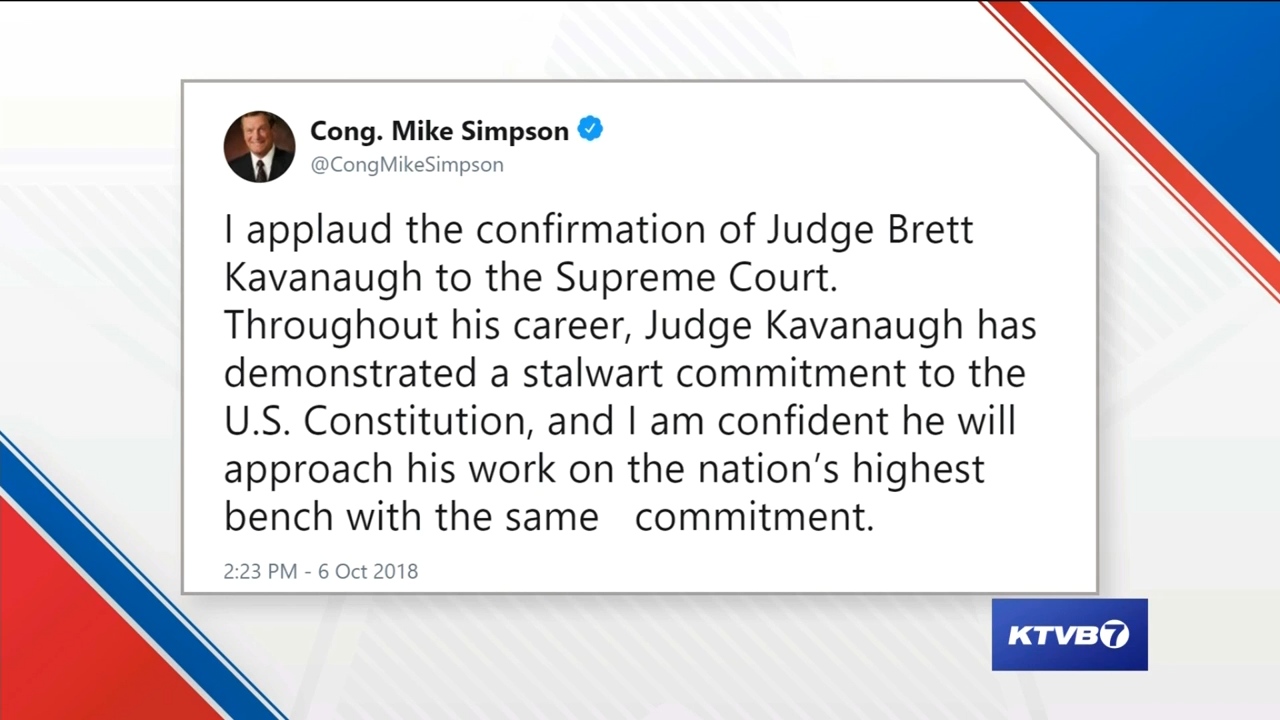 Cong. Mike Simpson
@CongMikeSimpson
I applaud the confirmation of Judge Brett
Kavanaugh to the Supreme Court.
Throughout his career, Judge Kavanaugh has
demonstrated a stalwart commitment to the
U.S. Constitution, and I am confident he will
approach his work on the nation’s highest
bench with the same commitment.
2:23 PM - 6 Oct 2018
KTVB7